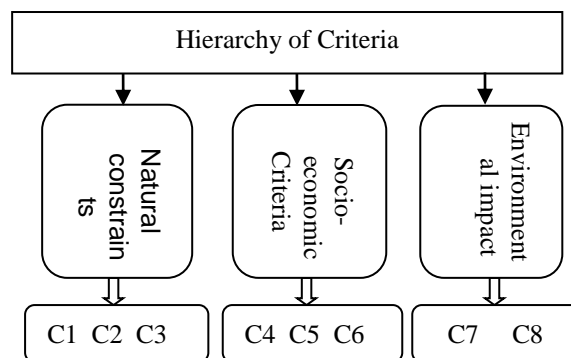 Hierarchy of Criteria
Natural
constrain
ts
Socio-
economic
Criteria
Environment
al impact
C1 C2 C3
C4 C5 C6
C7 C8